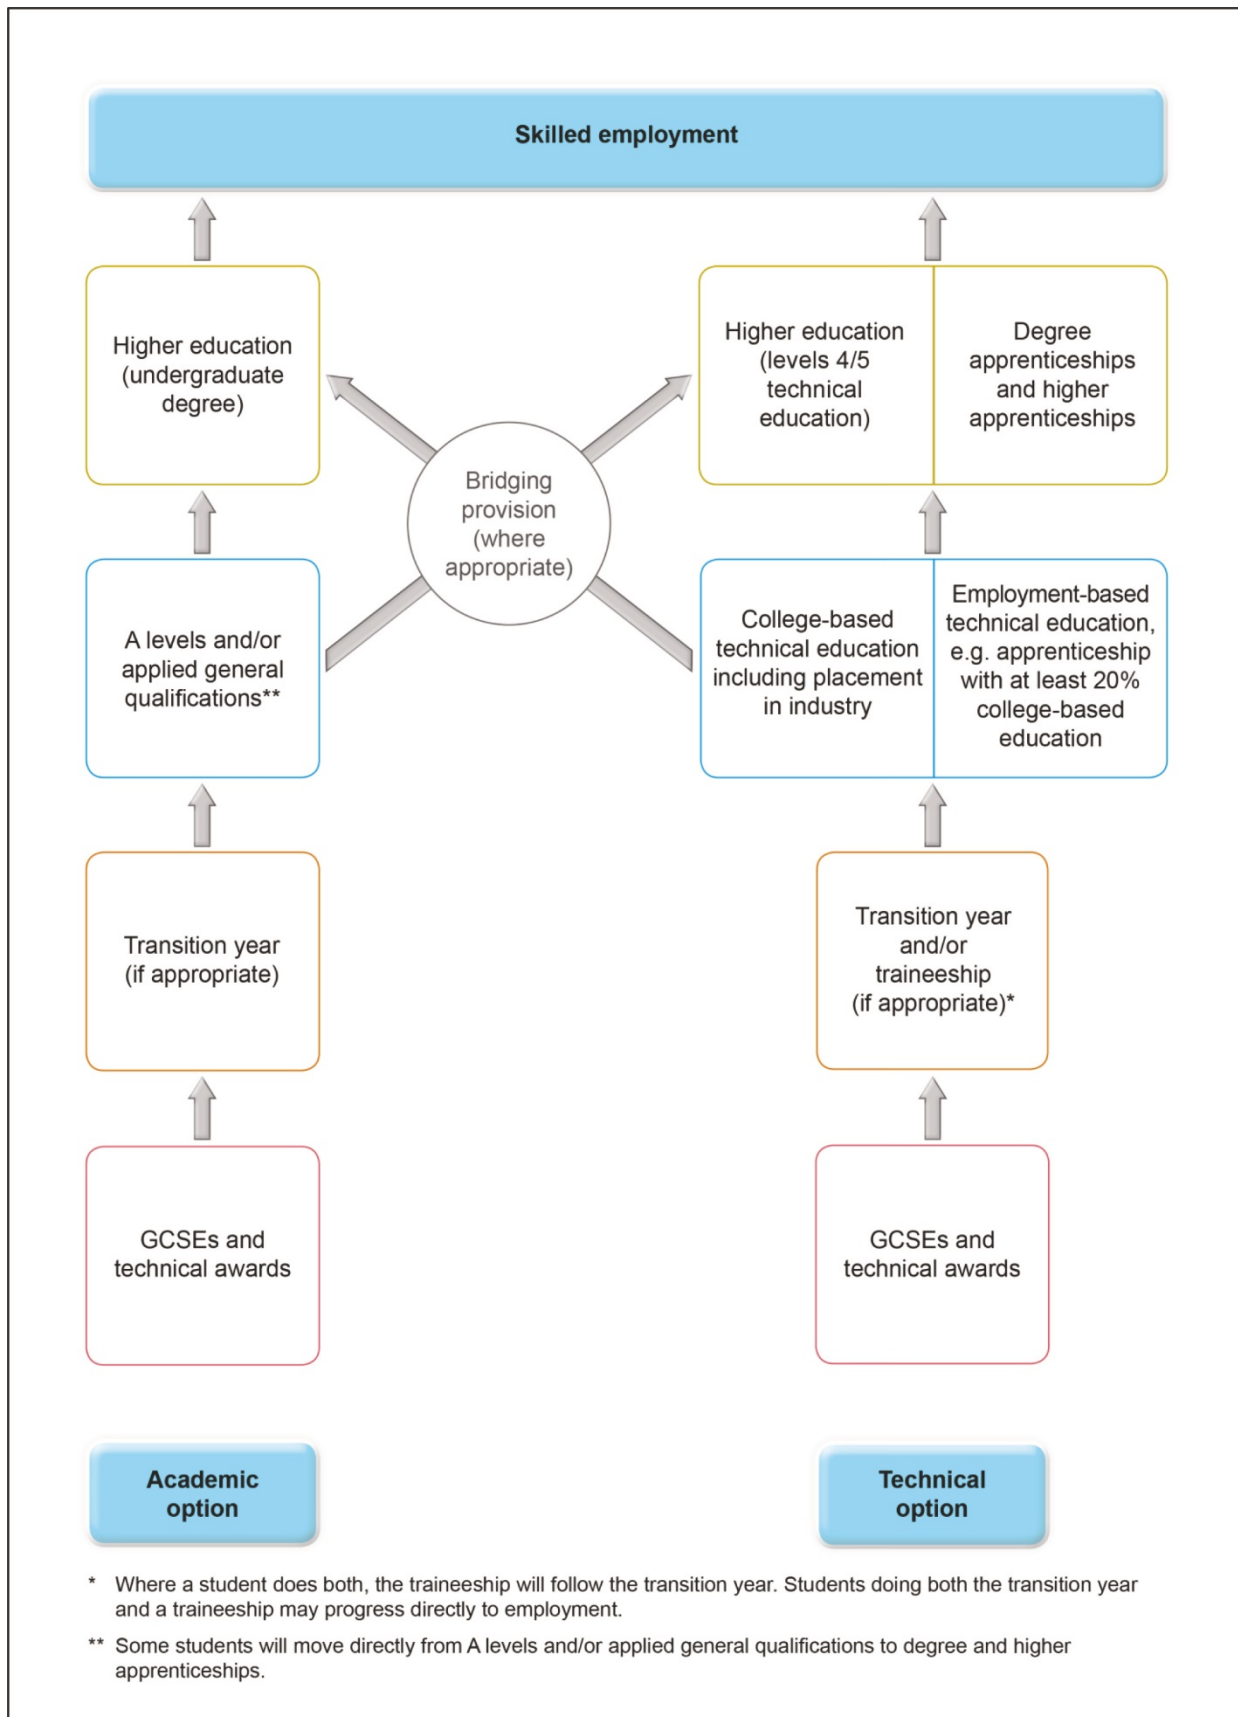 Skilled employment
Higher education
(undergraduate
degree)
Higher education
(levels 4/5
technical
education)
Degree
apprenticeships
and higher
apprenticeships
Bridging
provision
(where
appropriate)
A levels and/or
applied general
qualifications**
College-based
technical education
including placement
in industry
Employment-based
technical education,
e.g. apprenticeship
with at least 20%
college-based
education
Transition year
(if appropriate)
Transition year
and/or
traineeship
(if appropriate)*
GCSEs and
technical awards
GCSEs and
technical awards
Academic
option
Technical
option
* Where a student does both, the traineeship will follow the transition year. Students doing both the transition year
and a traineeship may progress directly to employment.
** Some students will move directly from A levels and/or applied general qualifications to degree and higher
apprenticeships.